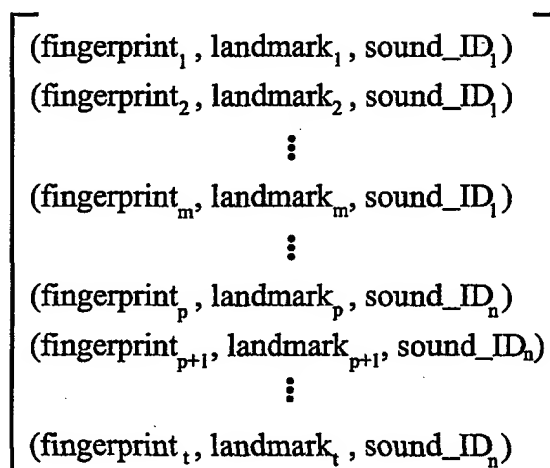 (fingerprint₁, landmark₁, sound_ID₁)
(fingerprint₂, landmark₂, sound_ID₁)
⋮
(fingerprintₘ, landmarkₘ, sound_ID₁)
⋮
(fingerprintₚ, landmarkₚ, sound_IDₙ)
(fingerprintₚ₊₁, landmarkₚ₊₁, sound_IDₙ)
⋮
(fingerprintₜ, landmarkₜ, sound_IDₙ)